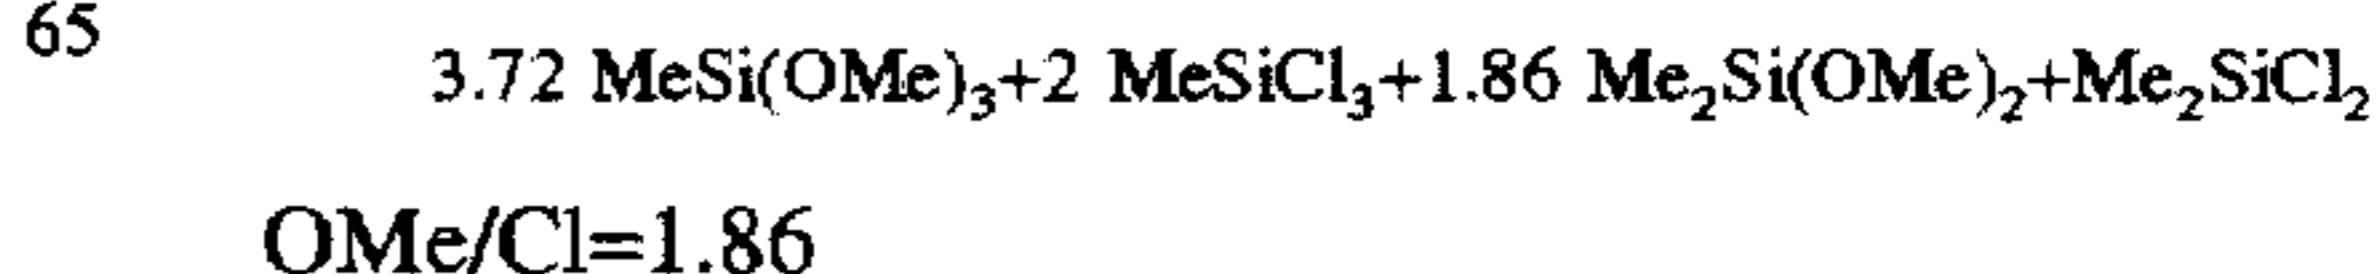 65
3.72 MeSi(OMe)₃+2 MeSiCl₃+1.86 Me₂Si(OMe)₂+Me₂SiCl₂
OMe/Cl=1.86